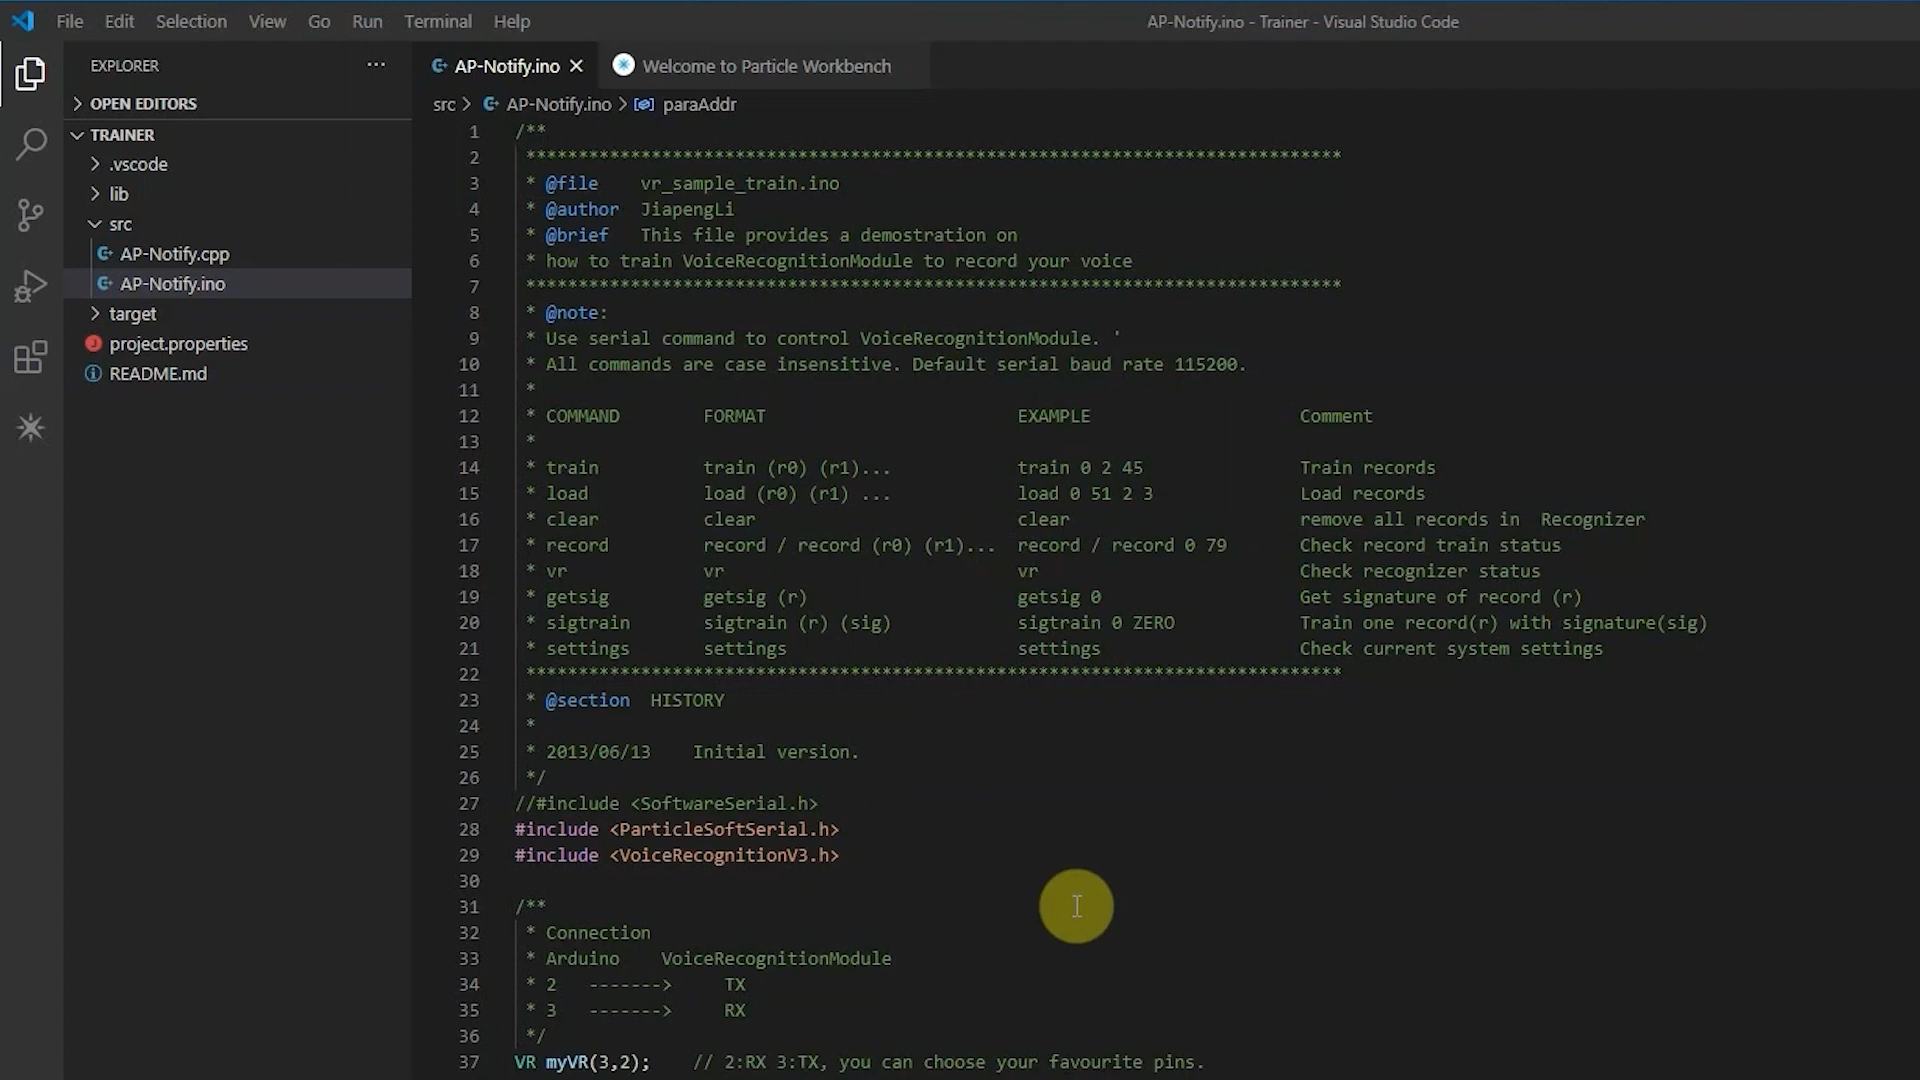 File Edit Selection View Go Run Terminal Help
AP-Notify.ino - Trainer - Visual Studio Code
EXPLORER
OPEN EDITORS
TRAINER
.vscode
lib
src
AP-Notify.cpp
AP-Notify.ino
target
project.properties
README.md
AP-Notify.ino
Welcome to Particle Workbench
src > AP-Notify.ino > paraAddr
1 /**
2 ******************************************************************************
3 * @file    vr_sample_train.ino
4 * @author  JiapengLi
5 * @brief   This file provides a demostration on
6 * how to train VoiceRecognitionModule to record your voice
7 ******************************************************************************
8 * @note:
9 * Use serial command to control VoiceRecognitionModule. '
10 * All commands are case insensitive. Default serial baud rate 115200.
11 *
12 * COMMAND        FORMAT                        EXAMPLE                    Comment
13 *
14 * train          train (r0) (r1)...            train 0 2 45               Train records
15 * load           load (r0) (r1) ...            load 0 51 2 3              Load records
16 * clear          clear                         clear                      remove all records in  Recognizer
17 * record         record / record (r0) (r1)...  record / record 0 79       Check record train status
18 * vr             vr                            vr                         Check recognizer status
19 * getsig         getsig (r)                    getsig 0                   Get signature of record (r)
20 * sigtrain       sigtrain (r) (sig)            sigtrain 0 ZERO            Train one record(r) with signature(sig)
21 * settings       settings                      settings                   Check current system settings
22 ******************************************************************************
23 * @section  HISTORY
24 *
25 * 2013/06/13    Initial version.
26 */
27 //#include <SoftwareSerial.h>
28 #include <ParticleSoftSerial.h>
29 #include <VoiceRecognitionV3.h>
30
31 /**
32 * Connection
33 * Arduino    VoiceRecognitionModule
34 * 2   ------->     TX
35 * 3   ------->     RX
36 */
37 VR myVR(3,2);    // 2:RX 3:TX, you can choose your favourite pins.